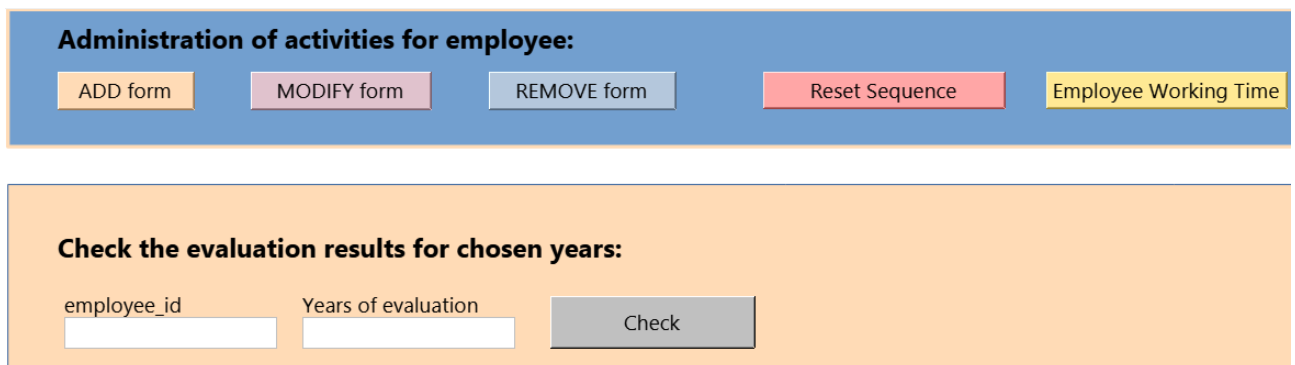 Administration of activities for employee:
ADD form MODIFY form REMOVE form Reset Sequence Employee Working Time
Check the evaluation results for chosen years:
employee_id Years of evaluation
Check